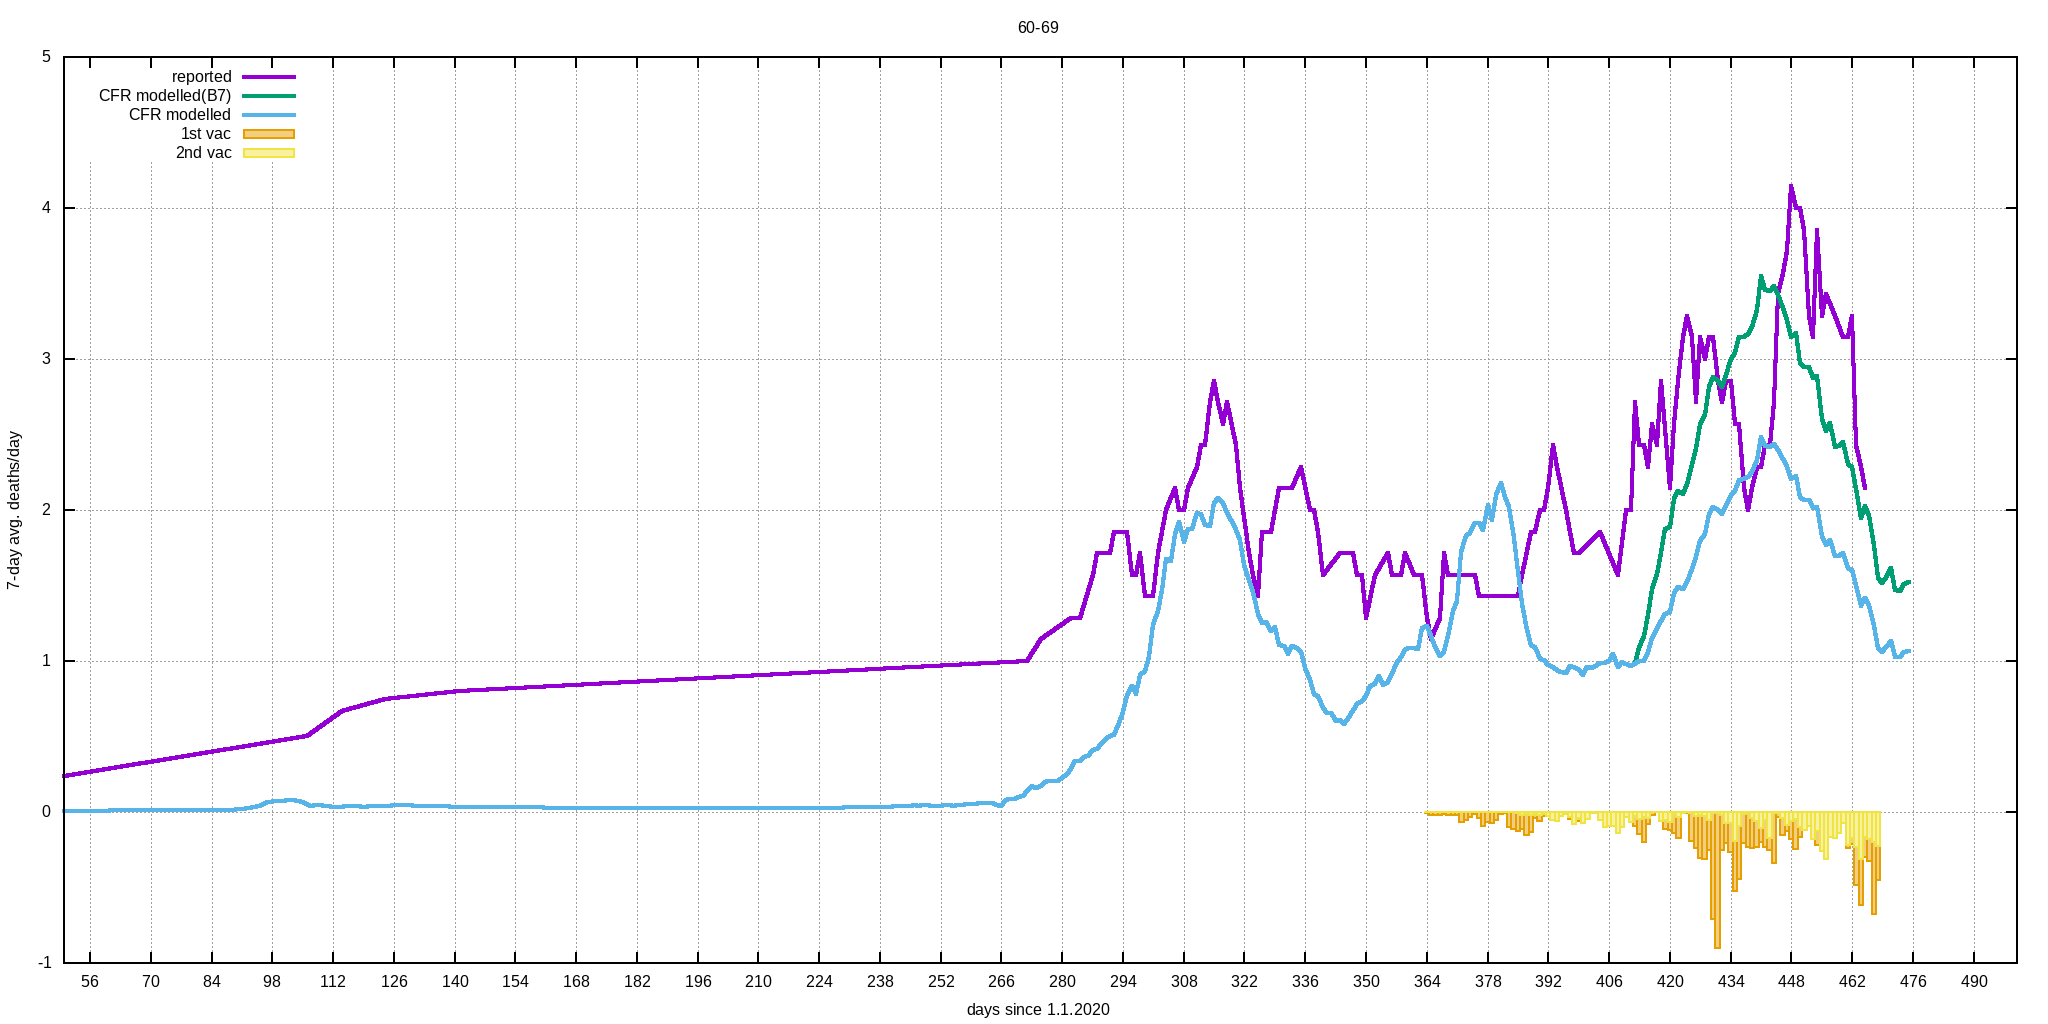 60-69
5
4
3
2
1
0
-1
7-day avg. deaths/day
reported
CFR modelled(B7)
CFR modelled
1st vac
2nd vac
56 70 84 98 112 126 140 154 168 182 196 210 224 238 252 266 280 294 308 322 336 350 364 378 392 406 420 434 448 462 476 490
days since 1.1.2020